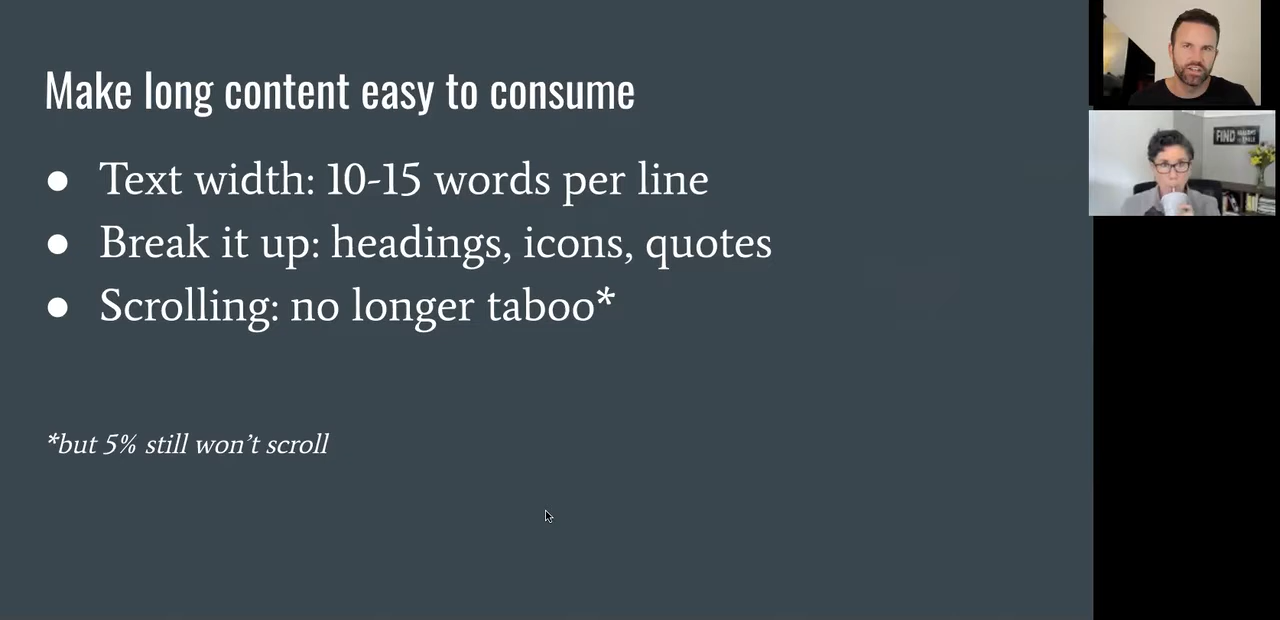 Make long content easy to consume
● Text width: 10-15 words per line
● Break it up: headings, icons, quotes
● Scrolling: no longer taboo*
*but 5% still won’t scroll
FIND